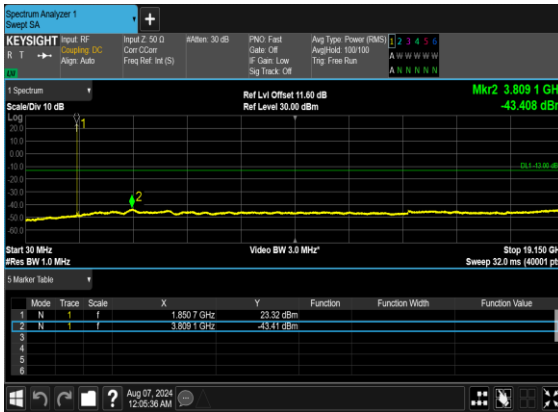 Spectrum Analyzer 1
Swept SA
+
KEYSIGHT Input: RF Input Z: 50 Ω #Atten: 30 dB PNO: Fast Avg Type: Power (RMS) 1 2 3 4 5 6
R T Coupling: DC Corr CCorr Gate: Off Avg|Hold: 100/100 A W W W W W
Align: Auto Freq Ref: Int (S) IF Gain: Low Trig: Free Run
Sig Track: Off A N N N N N
1 Spectrum Ref Lvl Offset 11.60 dB Mkr2 3.809 1 GH
Scale/Div 10 dB Ref Level 30.00 dBm -43.408 dBr
Log
1
20.0
10.0
0.00
-10.0 DL1 -13.00 dB
-20.0
-30.0
-40.0 2
-50.0
-60.0
Start 30 MHz Video BW 3.0 MHz* Stop 19.150 GH
#Res BW 1.0 MHz Sweep 32.0 ms (40001 pt
5 Marker Table
Mode Trace Scale X Y Function Function Width Function Value
1 N 1 f 1.850 7 GHz 23.32 dBm
2 N 1 f 3.809 1 GHz -43.41 dBm
3
4
5
6
? Aug 07, 2024
12:05:36 AM